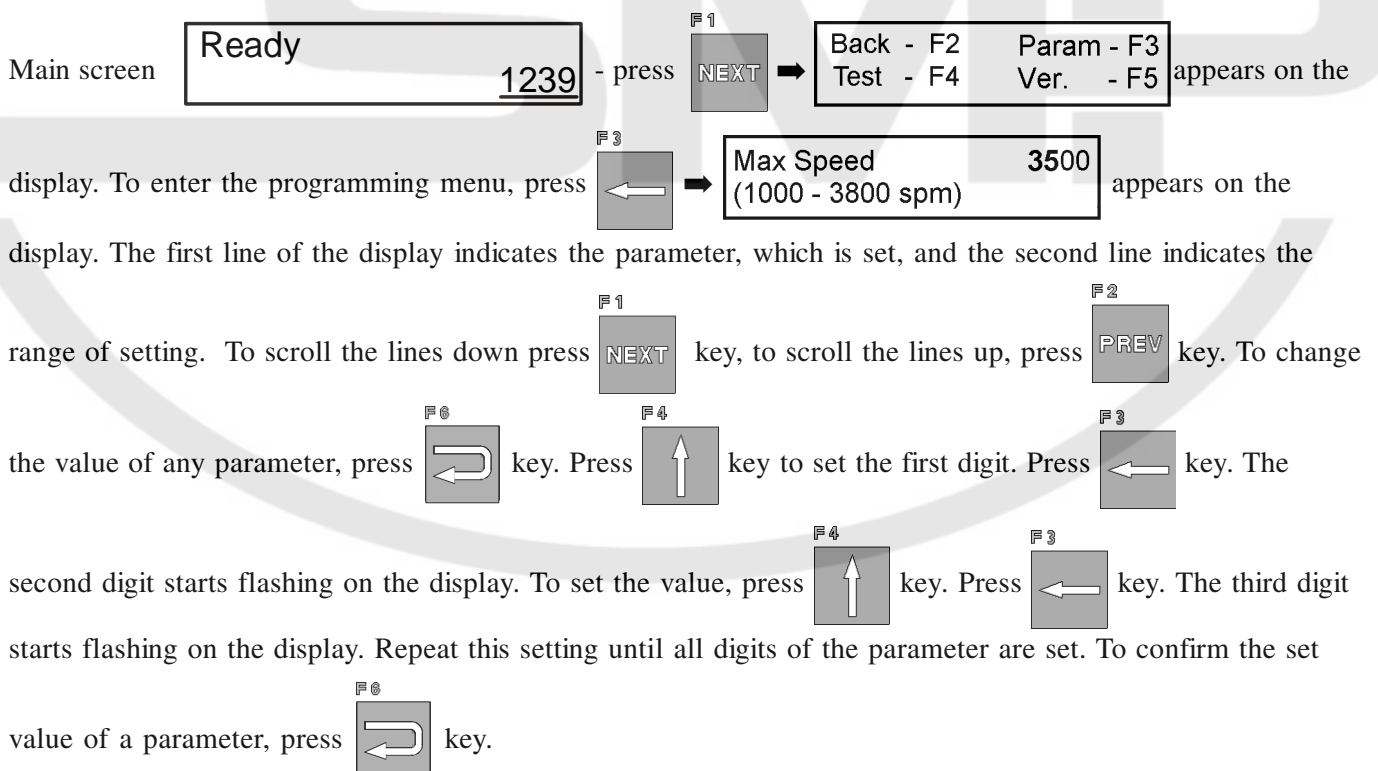 F1
Main screen Ready 1239 - press NEXT Back - F2 Param - F3 Test - F4 Ver. - F5 appears on the
F3
display. To enter the programming menu, press Max Speed 3500 (1000 - 3800 spm) appears on the
display. The first line of the display indicates the parameter, which is set, and the second line indicates the
F1 F2
range of setting. To scroll the lines down press NEXT key, to scroll the lines up, press PREV key. To change
F6 F4 F3
the value of any parameter, press key. Press key to set the first digit. Press key. The
F4 F3
second digit starts flashing on the display. To set the value, press key. Press key. The third digit
starts flashing on the display. Repeat this setting until all digits of the parameter are set. To confirm the set
F6
value of a parameter, press key.